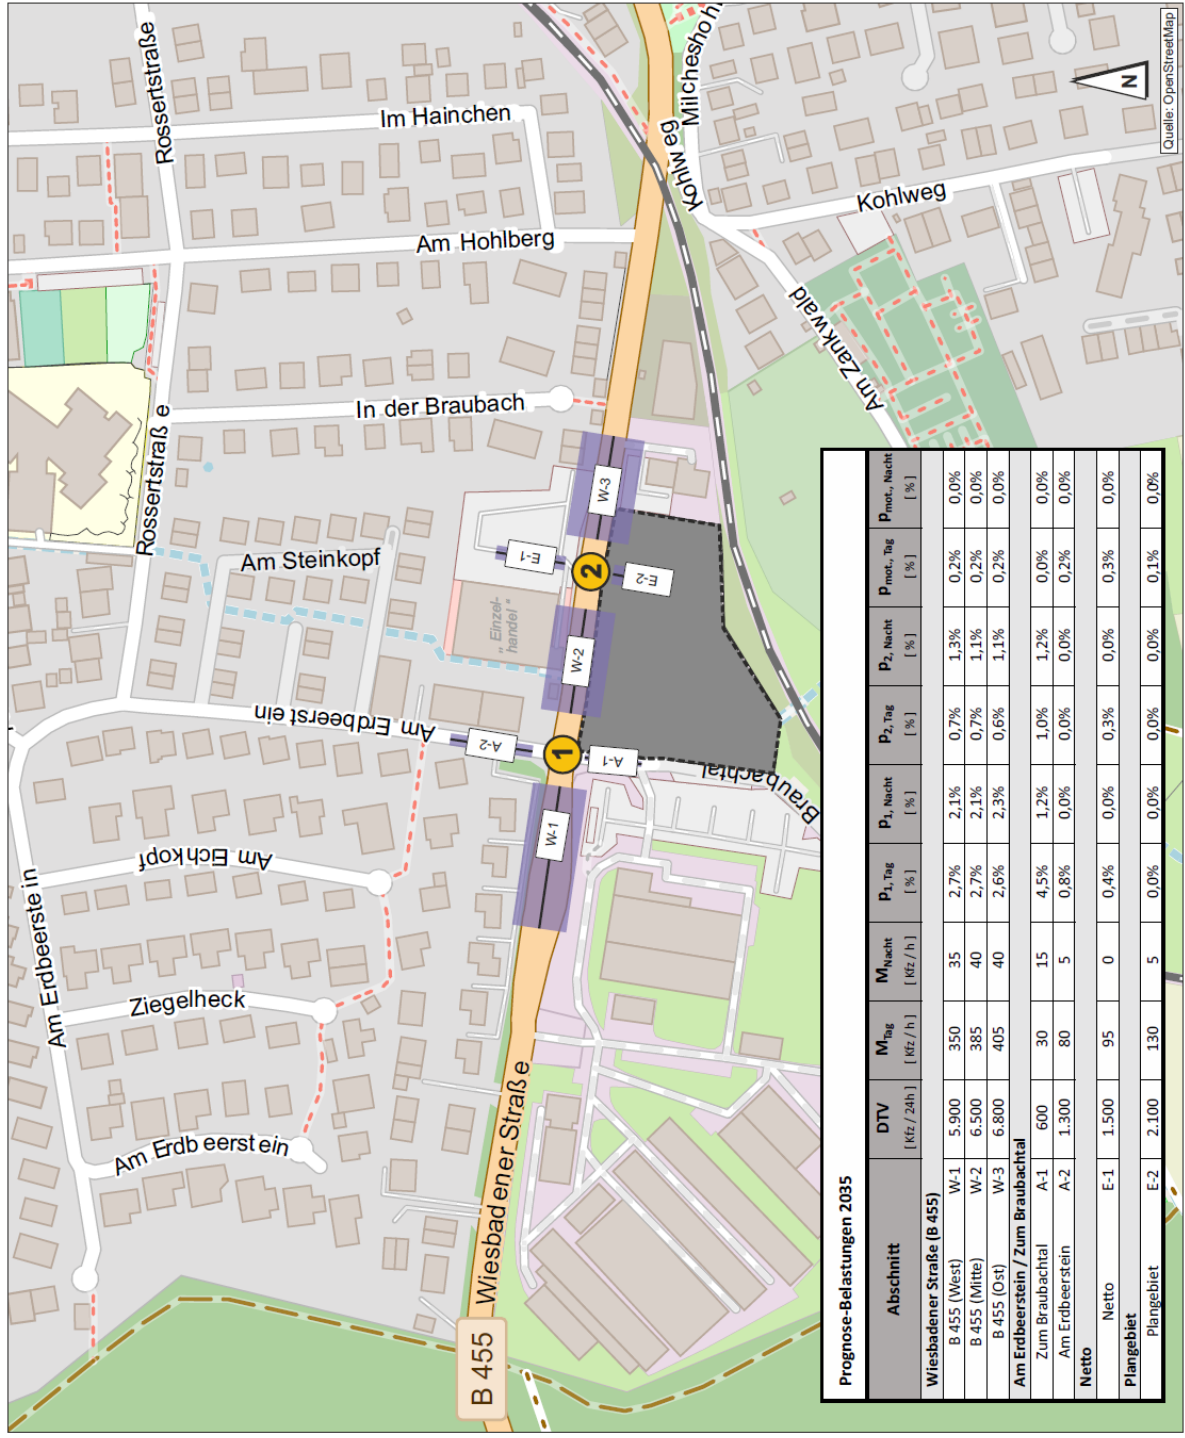 Rossertstraße
Im Hainchen
Am Hohlberg
Milcheshohl
Kohlweg
Kohlweg
Am Zankwald
In der Braubach
Rossertstraße
Am Steinkopf
" Einzel-
handel "
Am Erdbeerstein
Am Eichkopf
Am Erdbeerstein
Ziegelheck
Am Erdbeerstein
Braubachtal
Wiesbadener Straße
B 455
W-1
W-2
W-3
E-1
E-2
A-1
A-2
1
2
N
Quelle: OpenStreetMap
Prognose-Belastungen 2035
Abschnitt DTV [ Kfz / 24h ] M Tag [ Kfz / h ] M Nacht [ Kfz / h ] p1, Tag [ % ] p1, Nacht [ % ] p2, Tag [ % ] p2, Nacht [ % ] pmot., Tag [ % ] pmot., Nacht [ % ]
Wiesbadener Straße (B 455)
B 455 (West) W-1 5.900 350 35 2,7% 2,1% 0,7% 1,3% 0,2% 0,0%
B 455 (Mitte) W-2 6.500 385 40 2,7% 2,1% 0,7% 1,1% 0,2% 0,0%
B 455 (Ost) W-3 6.800 405 40 2,6% 2,3% 0,6% 1,1% 0,2% 0,0%
Am Erdbeerstein / Zum Braubachtal
Zum Braubachtal A-1 600 30 15 4,5% 1,2% 1,0% 1,2% 0,0% 0,0%
Am Erdbeerstein A-2 1.300 80 5 0,8% 0,0% 0,0% 0,0% 0,2% 0,0%
Netto
Netto E-1 1.500 95 0 0,4% 0,0% 0,3% 0,0% 0,3% 0,0%
Plangebiet
Plangebiet E-2 2.100 130 5 0,0% 0,0% 0,0% 0,0% 0,1% 0,0%